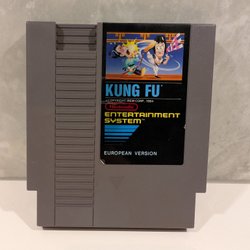 KUNG FU
© COPYRIGHT IREM CORP. 1984
Nintendo
ENTERTAINMENT
SYSTEM
EUROPEAN VERSION